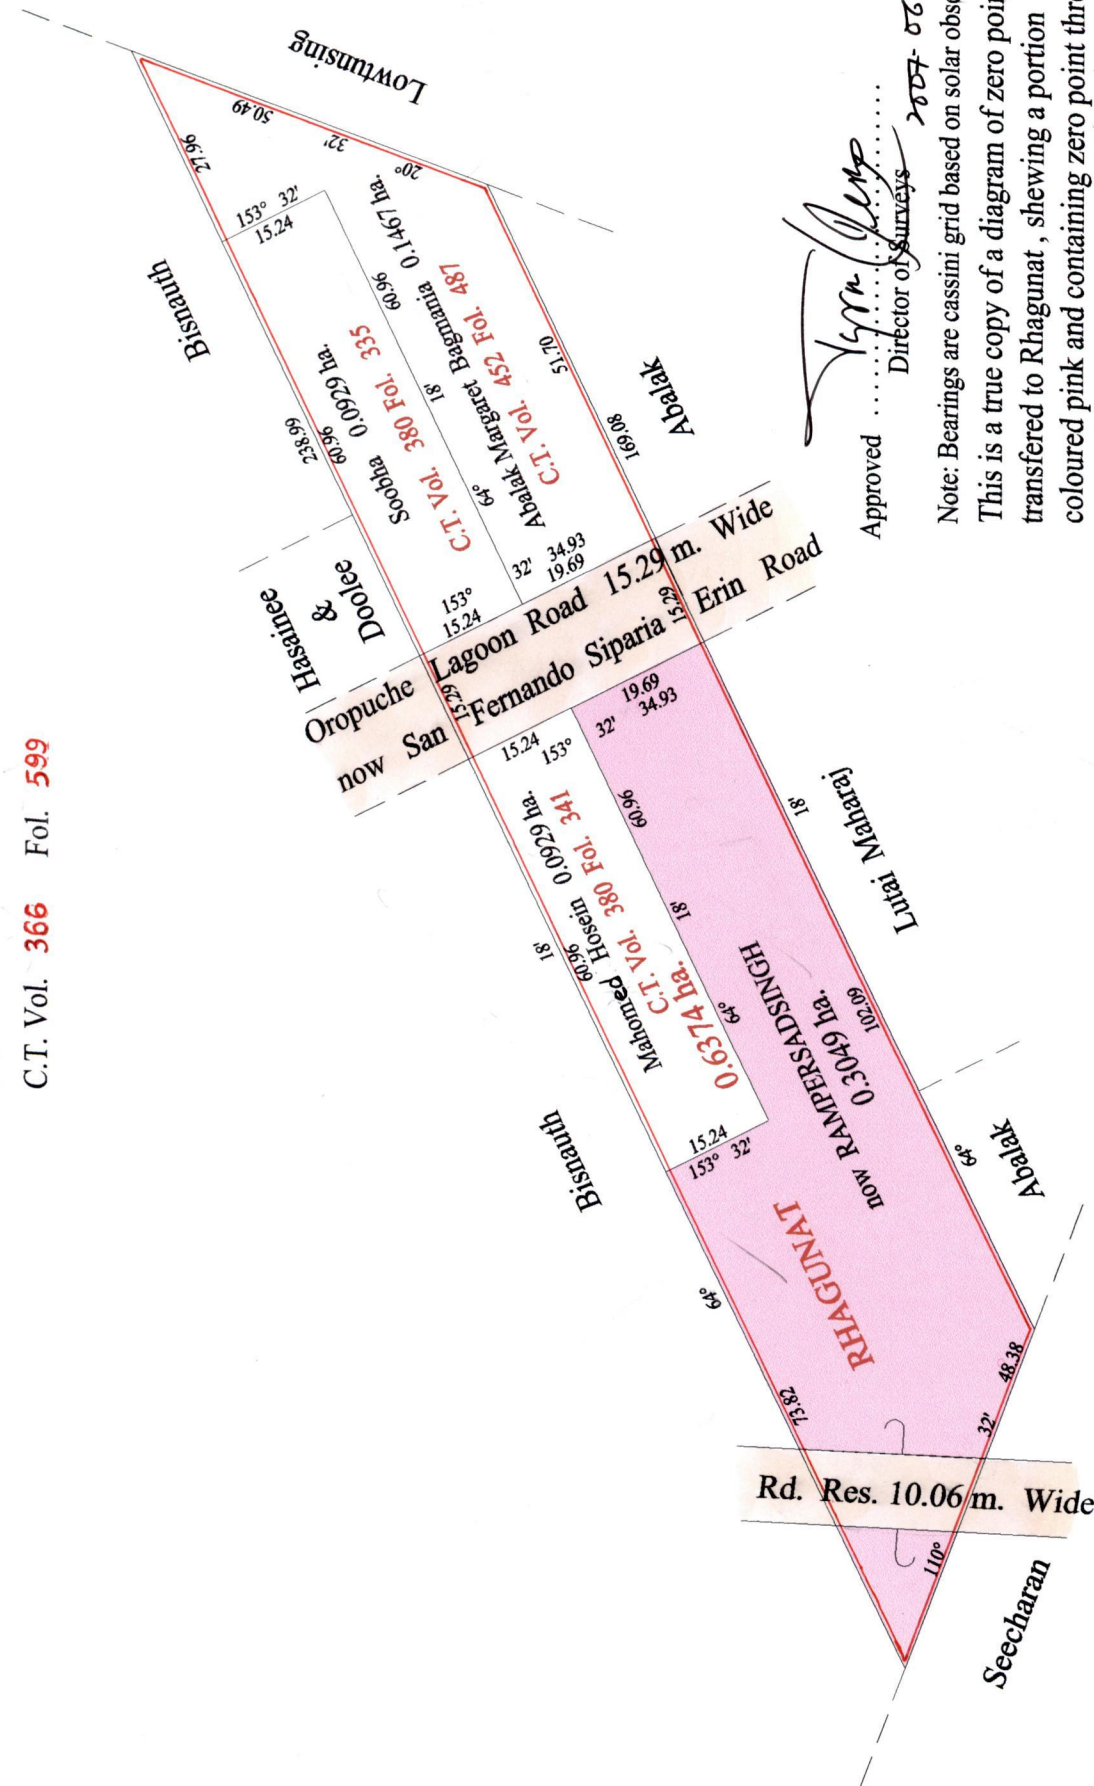 C.T. Vol. 366 Fol. 599
Lowtunsing
50.49
32'
20°
27.96
153° 32'
15.24
Bisnauth
238.99
60.96
Soobha 0.0929 ha.
C.T. Vol. 380 Fol. 335
60.96
18'
64°
Abalak Margaret Bagmania 0.1467 ha.
C.T. Vol. 452 Fol. 487
51.70
169.08
Abalak
Hasainee
&
Doolee
153°
15.24
32' 34.93
19.69
Oropuche Lagoon Road 15.29 m. Wide
now San Fernando Siparia Erin Road
15.29
15.29
15.24
153°
19.69
32' 34.93
18'
60.96
Mahomed Hosein 0.0929 ha.
C.T. Vol. 380 Fol. 341
0.6374 ha.
60.96
18'
64°
18'
Lutai Maharaj
Bisnauth
15.24
153° 32'
now RAMPERSADSINGH
0.3049 ha.
102.09
RHAGUNAT
64°
73.82
64°
Abalak
48.38
32'
110°
Rd. Res. 10.06 m. Wide
Seecharan
Approved
Director of Surveys
Note: Bearings are cassini grid based on solar
This is a true copy of a diagram of zero
transfered to Rhagunat , shewing a portion
coloured pink and containing zero point